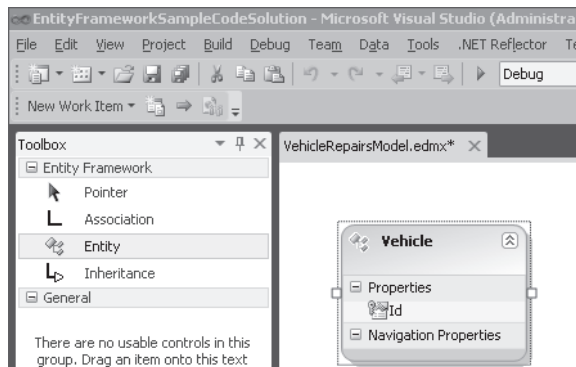 EntityFrameworkSampleCodeSolution - Microsoft Visual Studio (Administra
File Edit View Project Build Debug Team Data Tools .NET Reflector Te
Debug
New Work Item
Toolbox
VehicleRepairsModel.edmx*
Entity Framework
Pointer
Association
Entity
Inheritance
General
There are no usable controls in this
group. Drag an item onto this text
Vehicle
Properties
Id
Navigation Properties